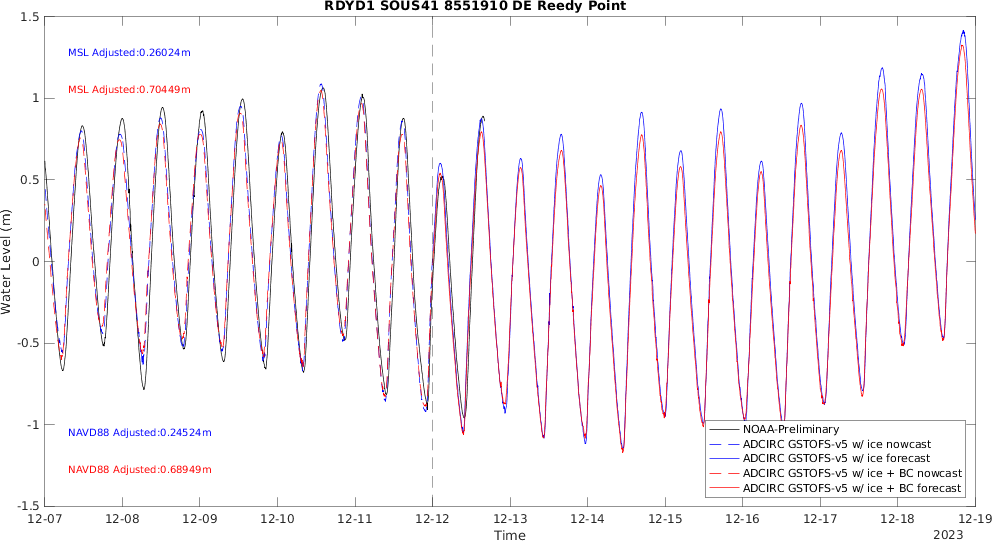 RDYD1 SOUS41 8551910 DE Reedy Point
1.5
1
0.5
0
-0.5
-1
-1.5
Water Level (m)
MSL Adjusted:0.26024m
MSL Adjusted:0.70449m
NAVD88 Adjusted:0.24524m
NAVD88 Adjusted:0.68949m
NOAA-Preliminary
ADCIRC GSTOFS-v5 w/ ice nowcast
ADCIRC GSTOFS-v5 w/ ice forecast
ADCIRC GSTOFS-v5 w/ ice + BC nowcast
ADCIRC GSTOFS-v5 w/ ice + BC forecast
12-07 12-08 12-09 12-10 12-11 12-12 12-13 12-14 12-15 12-16 12-17 12-18 12-19
Time
2023